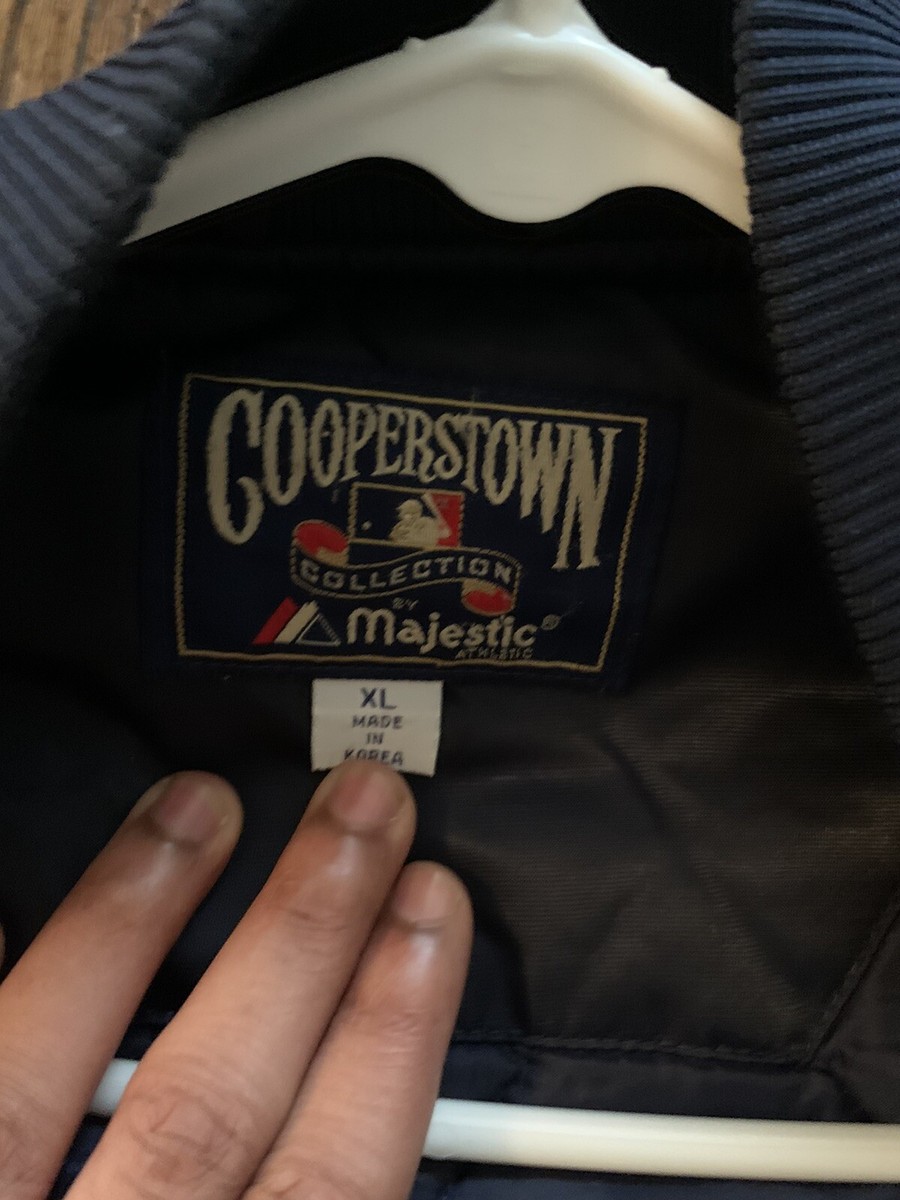 COOPERSTOWN
COLLECTION
BY
Majestic®
ATHLETIC
XL
MADE
IN
KOREA